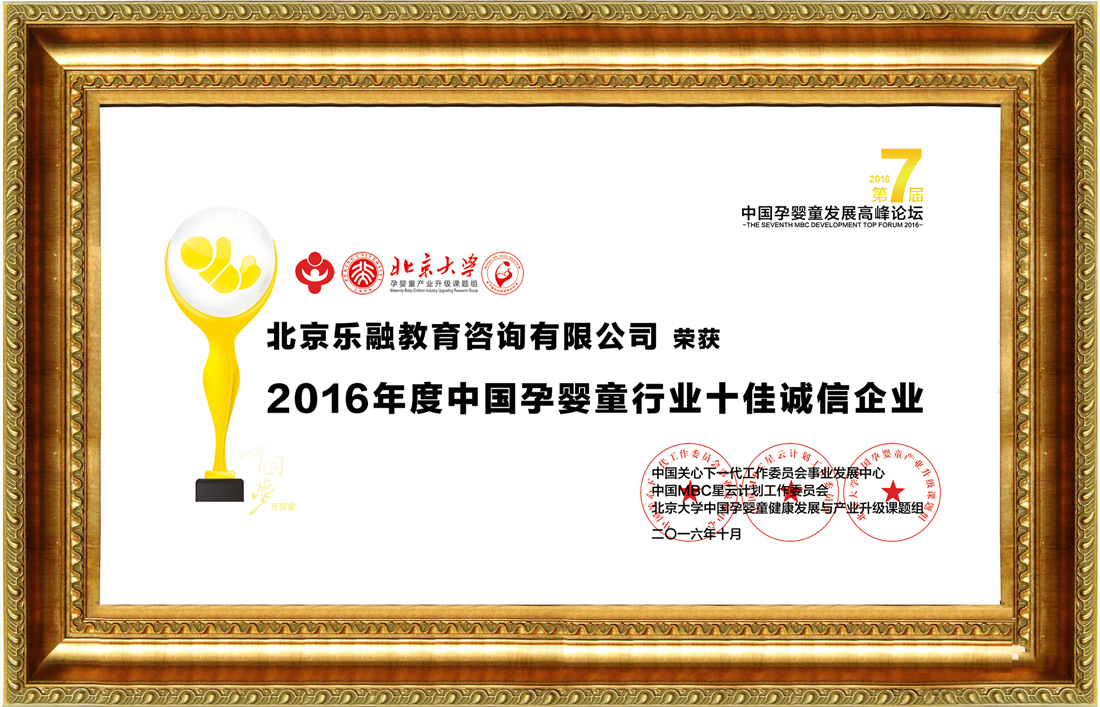 2016
第7届
中国孕婴童发展高峰论坛
-THE SEVENTH MBC DEVELOPMENT TOP FORUM 2016-
北京大学
孕婴童产业升级课题组
Maternity-Baby-Children Industry Upgrading Research Group
北京乐融教育咨询有限公司 荣获
2016年度中国孕婴童行业十佳诚信企业
中国梦
在婴童
中国关心下一代工作委员会事业发展中心
中国MBC星云计划工作委员会
北京大学中国孕婴童健康发展与产业升级课题组
二〇一六年十月